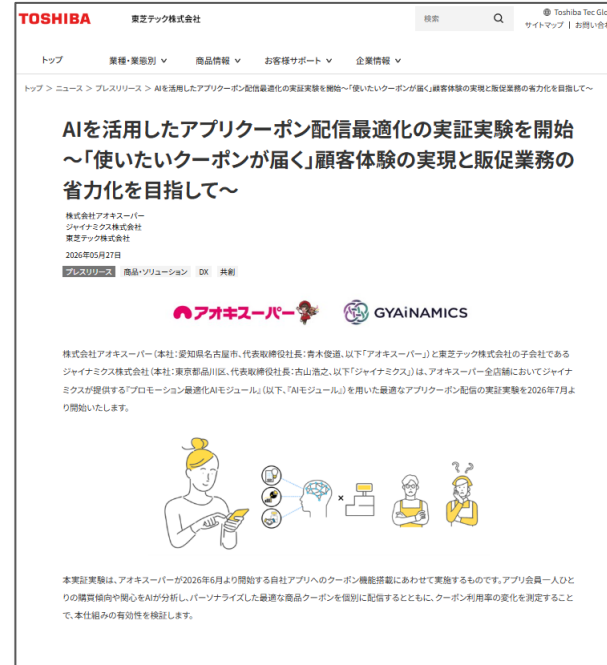 TOSHIBA
東芝テック株式会社
検索
Toshiba Tec Glo
サイトマップ | お問い合わ
トップ
業種・業態別
商品情報
お客様サポート
企業情報
トップ > ニュース > プレスリリース > AIを活用したアプリクーポン配信最適化の実証実験を開始~「使いたいクーポンが届く」顧客体験の実現と販促業務の省力化を目指して~
AIを活用したアプリクーポン配信最適化の実証実験を開始
~「使いたいクーポンが届く」顧客体験の実現と販促業務の
省力化を目指して~
株式会社アオキスーパー
ジャイナミクス株式会社
東芝テック株式会社
2026年05月27日
プレスリリース 商品・ソリューション DX 共創
アオキスーパー GYAiNAMICS
株式会社アオキスーパー(本社:愛知県名古屋市、代表取締役社長:青木俊道、以下「アオキスーパー」)と東芝テック株式会社の子会社である
ジャイナミクス株式会社(本社:東京都品川区、代表取締役社長:古山浩之、以下「ジャイナミクス」)は、アオキスーパー全店舗においてジャイナ
ミクスが提供する『プロモーション最適化AIモジュール』(以下、『AIモジュール』)を用いた最適なアプリクーポン配信の実証実験を2026年7月よ
り開始いたします。
×
? ?
本実証実験は、アオキスーパーが2026年6月より開始する自社アプリへのクーポン機能搭載にあわせて実施するものです。アプリ会員一人ひと
りの購買傾向や関心をAIが分析し、パーソナライズした最適な商品クーポンを個別に配信するとともに、クーポン利用率の変化を測定すること
で、本仕組みの有効性を検証します。